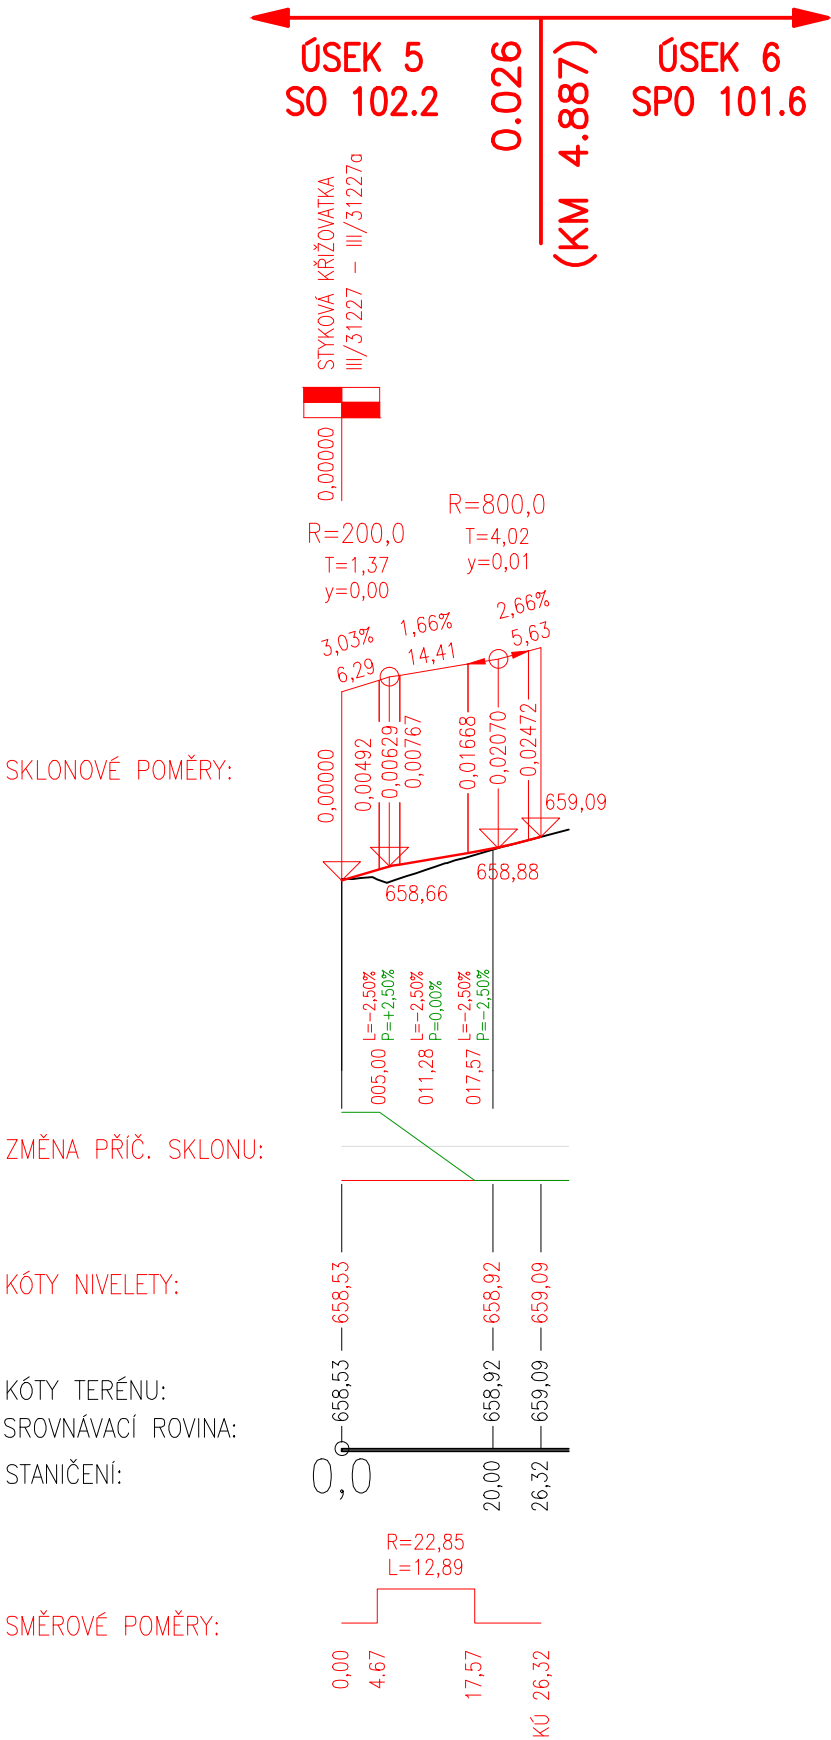 ÚSEK 5
SO 102.2
0.026
(KM 4.887)
ÚSEK 6
SPO 101.6
STYKOVÁ KŘIŽOVATKA
III/31227 – III/31227a
0,00000
R=200,0
T=1,37
y=0,00
R=800,0
T=4,02
y=0,01
3,03%
6,29
1,66%
14,41
2,66%
5,63
SKLONOVÉ POMĚRY:
0,00000
0,00492
0,00629
0,00767
0,01668
0,02070
0,02472
659,09
658,66
658,88
005,00 L=-2,50%
P=+2,50%
011,28 L=-2,50%
P=0,00%
017,57 L=-2,50%
P=-2,50%
ZMĚNA PŘÍČ. SKLONU:
KÓTY NIVELETY:
658,53
658,92
659,09
KÓTY TERÉNU:
658,53
658,92
659,09
SROVNÁVACÍ ROVINA:
STANIČENÍ:
0,0
20,00
26,32
R=22,85
L=12,89
SMĚROVÉ POMĚRY:
0,00
4.67
17,57
KÚ 26,32